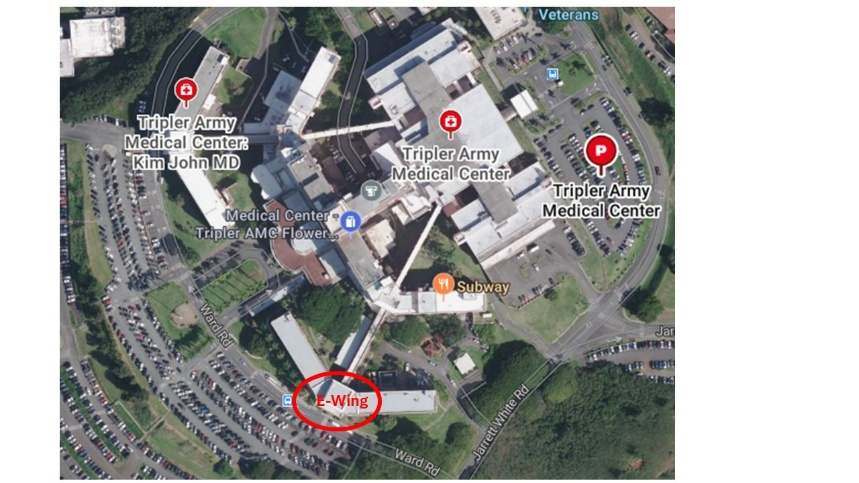 Veterans
Tripler Army
Medical Center:
Kim John MD
Tripler Army
Medical Center
P
Tripler Army
Medical Center
Medical Center -
Tripler AMC Flower...
Subway
Ward Rd
Jar
E-Wing
Jarrett White Rd
Ward Rd